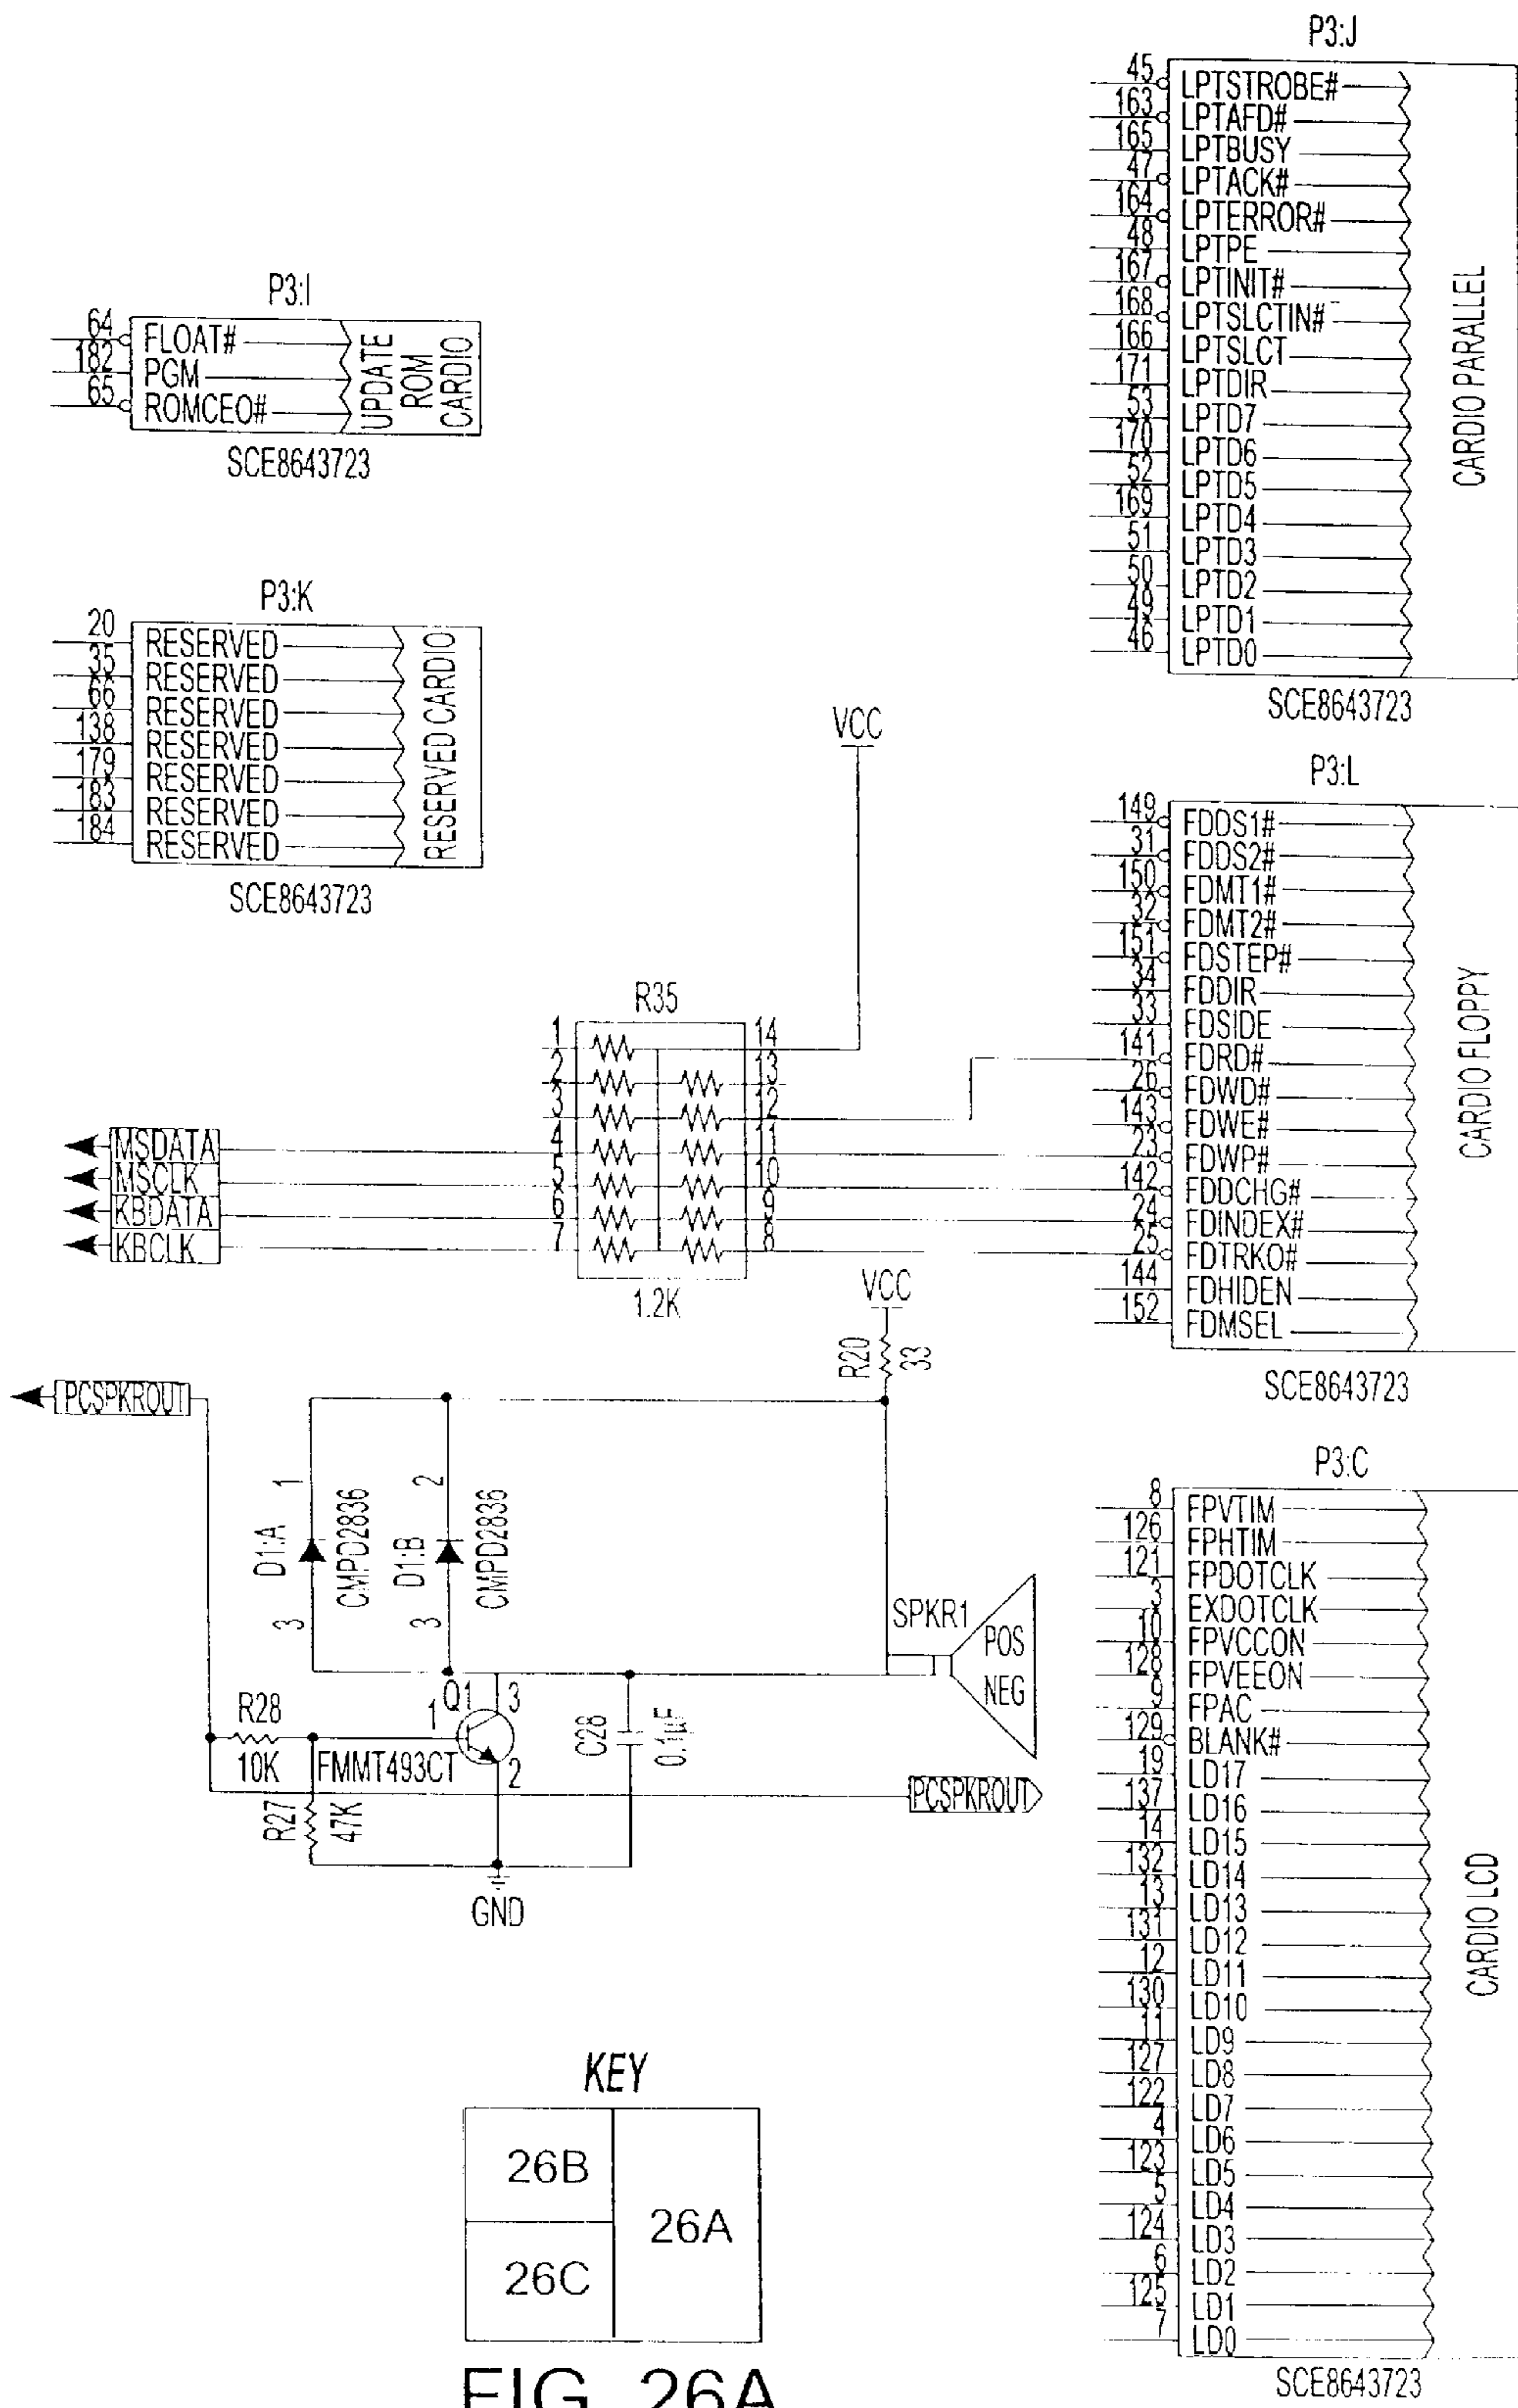 P3:I
64 FLOAT#
182 PGM
65 ROMCEO#
UPDATE
ROM
CARDIO
SCE8643723
P3:K
20 RESERVED
35 RESERVED
66 RESERVED
138 RESERVED
179 RESERVED
183 RESERVED
184 RESERVED
RESERVED CARDIO
SCE8643723
P3:J
45 LPTSTROBE#
163 LPTAFD#
165 LPTBUSY
47 LPTACK#
164 LPTERROR#
48 LPTPE
167 LPTINIT#
168 LPTSLCTIN#
166 LPTSLCT
171 LPTDIR
53 LPTD7
170 LPTD6
52 LPTD5
169 LPTD4
51 LPTD3
50 LPTD2
49 LPTD1
46 LPTD0
CARDIO PARALLEL
SCE8643723
VCC
R35
1 14
2 13
3 12
4 11
5 10
6 9
7 8
1.2K
MSDATA
MSCLK
KBDATA
KBCLK
P3:L
149 FDDS1#
31 FDDS2#
150 FDMT1#
32 FDMT2#
151 FDSTEP#
34 FDDIR
33 FDSIDE
141 FDRD#
26 FDWD#
143 FDWE#
23 FDWP#
142 FDDCHG#
24 FDINDEX#
25 FDTRKO#
144 FDHIDEN
152 FDMSEL
CARDIO FLOPPY
SCE8643723
VCC
R20
33
PCSPKROUT
1
D1:A
CMPD2836
3
2
D1:B
CMPD2836
3
SPKR1
POS
NEG
R28
10K
Q1
1
3
2
FMMT493CT
C28
0.1µF
R27
47K
GND
PCSPKROUT
P3:C
8 FPVTIM
126 FPHTIM
121 FPDOTCLK
3 EXDOTCLK
10 FPVCCON
128 FPVEEON
9 FPAC
129 BLANK#
19 LD17
137 LD16
14 LD15
132 LD14
13 LD13
131 LD12
12 LD11
130 LD10
11 LD9
127 LD8
122 LD7
4 LD6
123 LD5
5 LD4
124 LD3
6 LD2
125 LD1
7 LD0
CARDIO LCD
SCE8643723
KEY
26B
26A
26C
FIG. 26A